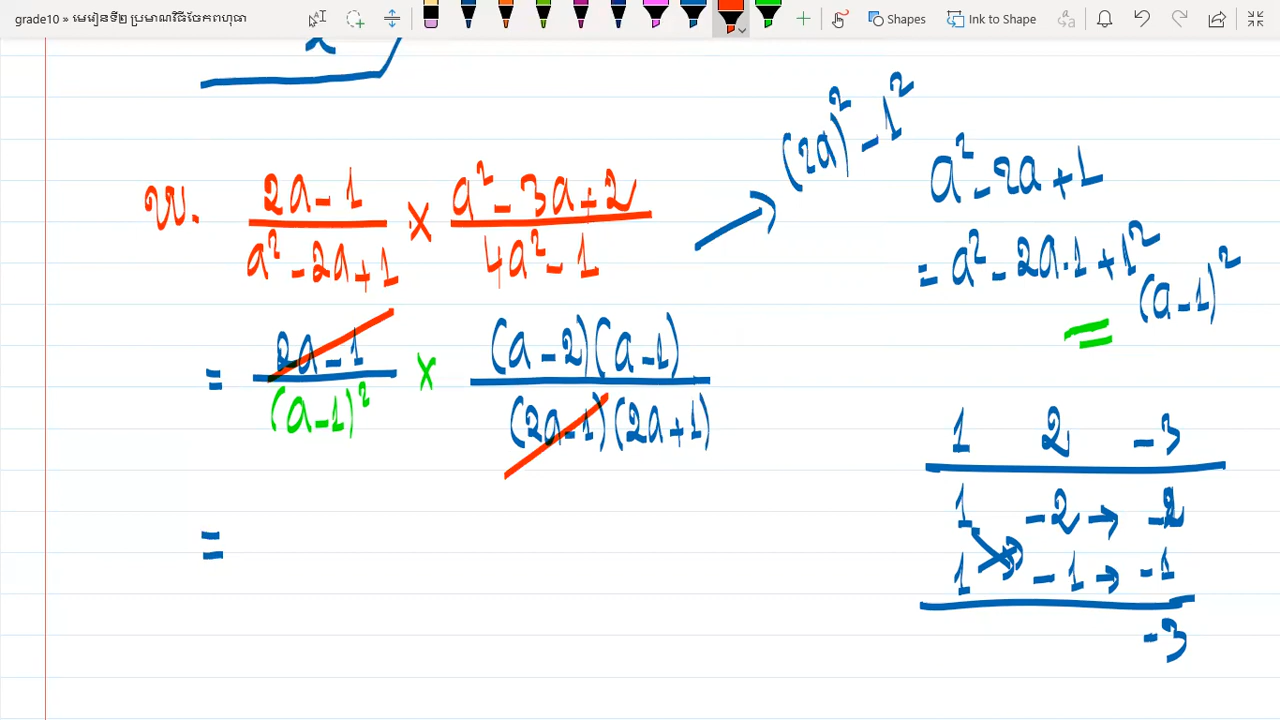 grade10 » មេរៀនទី២ ប្រមាណវិធីចែកពហុធា
Shapes
Ink to Shape
(2a)² - 1²
a² - 2a + 1
= a² - 2a·1 + 1²
= (a - 1)²
ឃ. (2a - 1)/(a² - 2a + 1) × (a² - 3a + 2)/(4a² - 1) →
= (2a - 1)/(a - 1)² × (a - 2)(a - 1)/(2a - 1)(2a + 1)
=
1 2 -3
1 -2 → -2
1 -1 → -1
-3